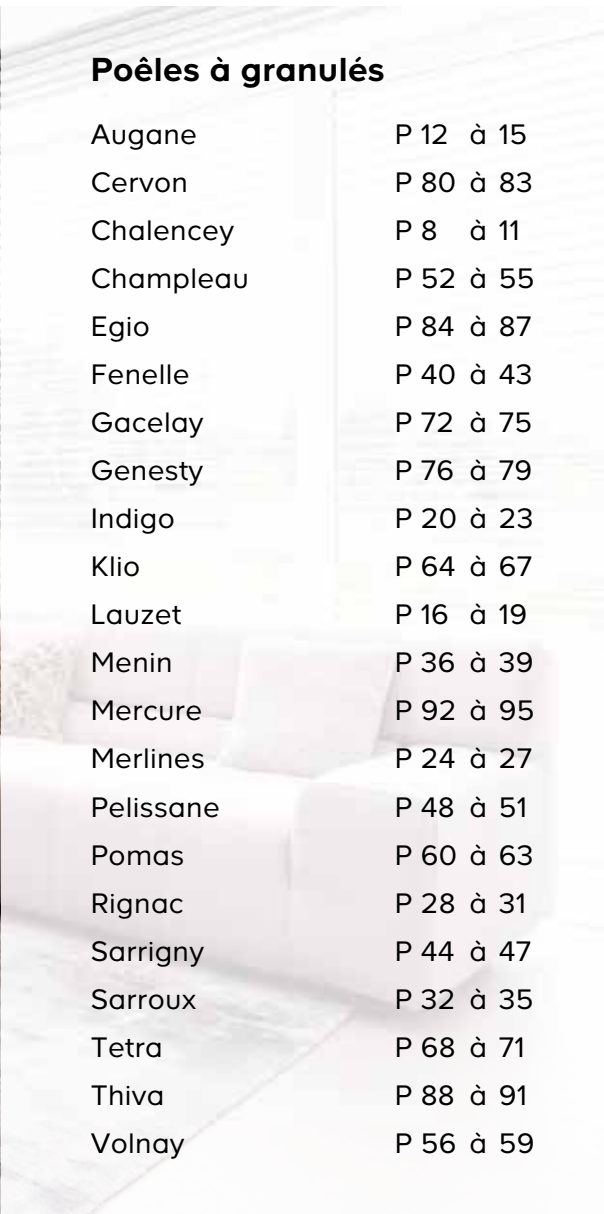 Poêles à granulés
Augane P 12 à 15
Cervon P 80 à 83
Chalencey P 8 à 11
Champleau P 52 à 55
Egio P 84 à 87
Fenelle P 40 à 43
Gacelay P 72 à 75
Genesty P 76 à 79
Indigo P 20 à 23
Klio P 64 à 67
Lauzet P 16 à 19
Menin P 36 à 39
Mercure P 92 à 95
Merlines P 24 à 27
Pelissane P 48 à 51
Pomas P 60 à 63
Rignac P 28 à 31
Sarrigny P 44 à 47
Sarroux P 32 à 35
Tetra P 68 à 71
Thiva P 88 à 91
Volnay P 56 à 59